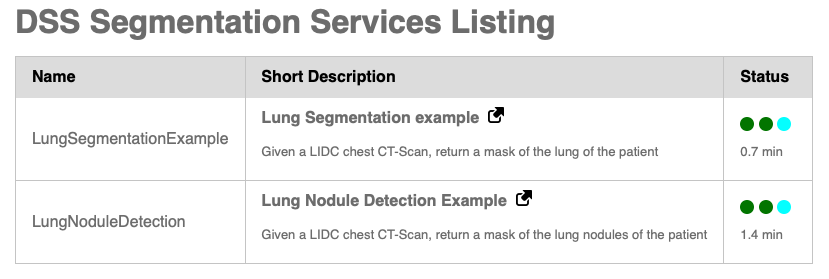 DSS Segmentation Services Listing
Name Short Description Status
LungSegmentationExample
Lung Segmentation example
Given a LIDC chest CT-Scan, return a mask of the lung of the patient
0.7 min
LungNoduleDetection
Lung Nodule Detection Example
Given a LIDC chest CT-Scan, return a mask of the lung nodules of the patient
1.4 min